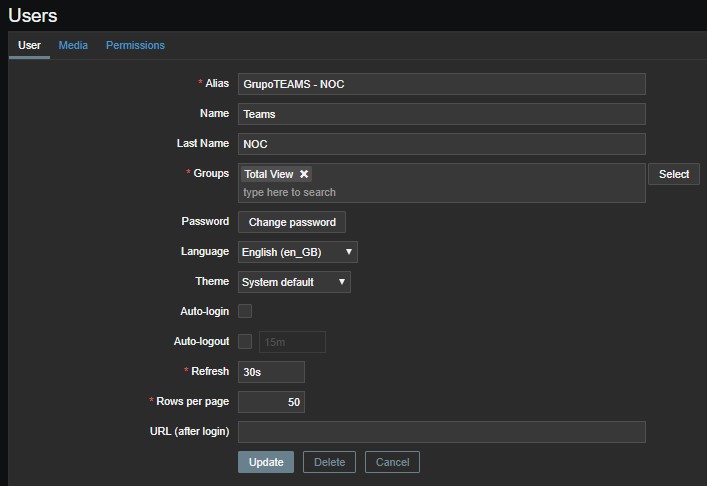 Users
User Media Permissions
* Alias GrupoTEAMS - NOC
Name Teams
Last Name NOC
* Groups Total View ✖ Select
type here to search
Password Change password
Language English (en_GB) ▼
Theme System default ▼
Auto-login
Auto-logout 15m
* Refresh 30s
* Rows per page 50
URL (after login)
Update Delete Cancel